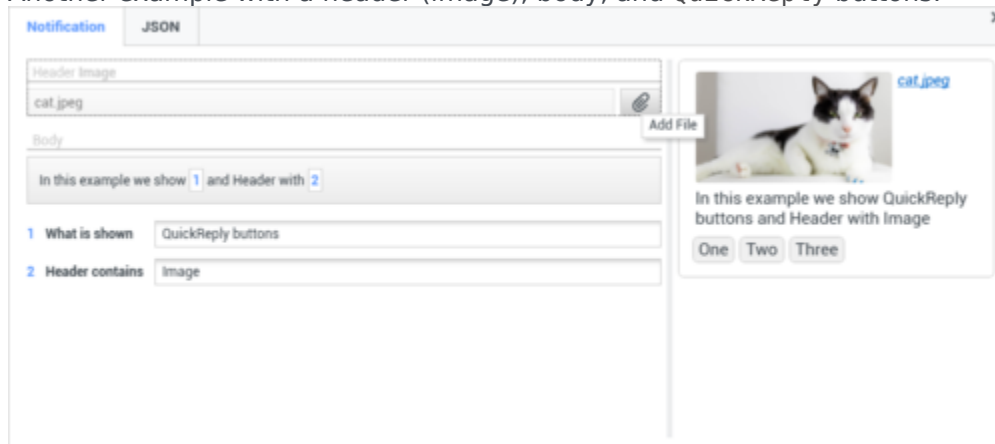 Another example with a header (image), body, and QuickReply buttons.
Notification JSON
Header Image
cat.jpeg
Add File
Body
In this example we show 1 and Header with 2
1 What is shown QuickReply buttons
2 Header contains Image
cat.jpeg
In this example we show QuickReply
buttons and Header with Image
One Two Three